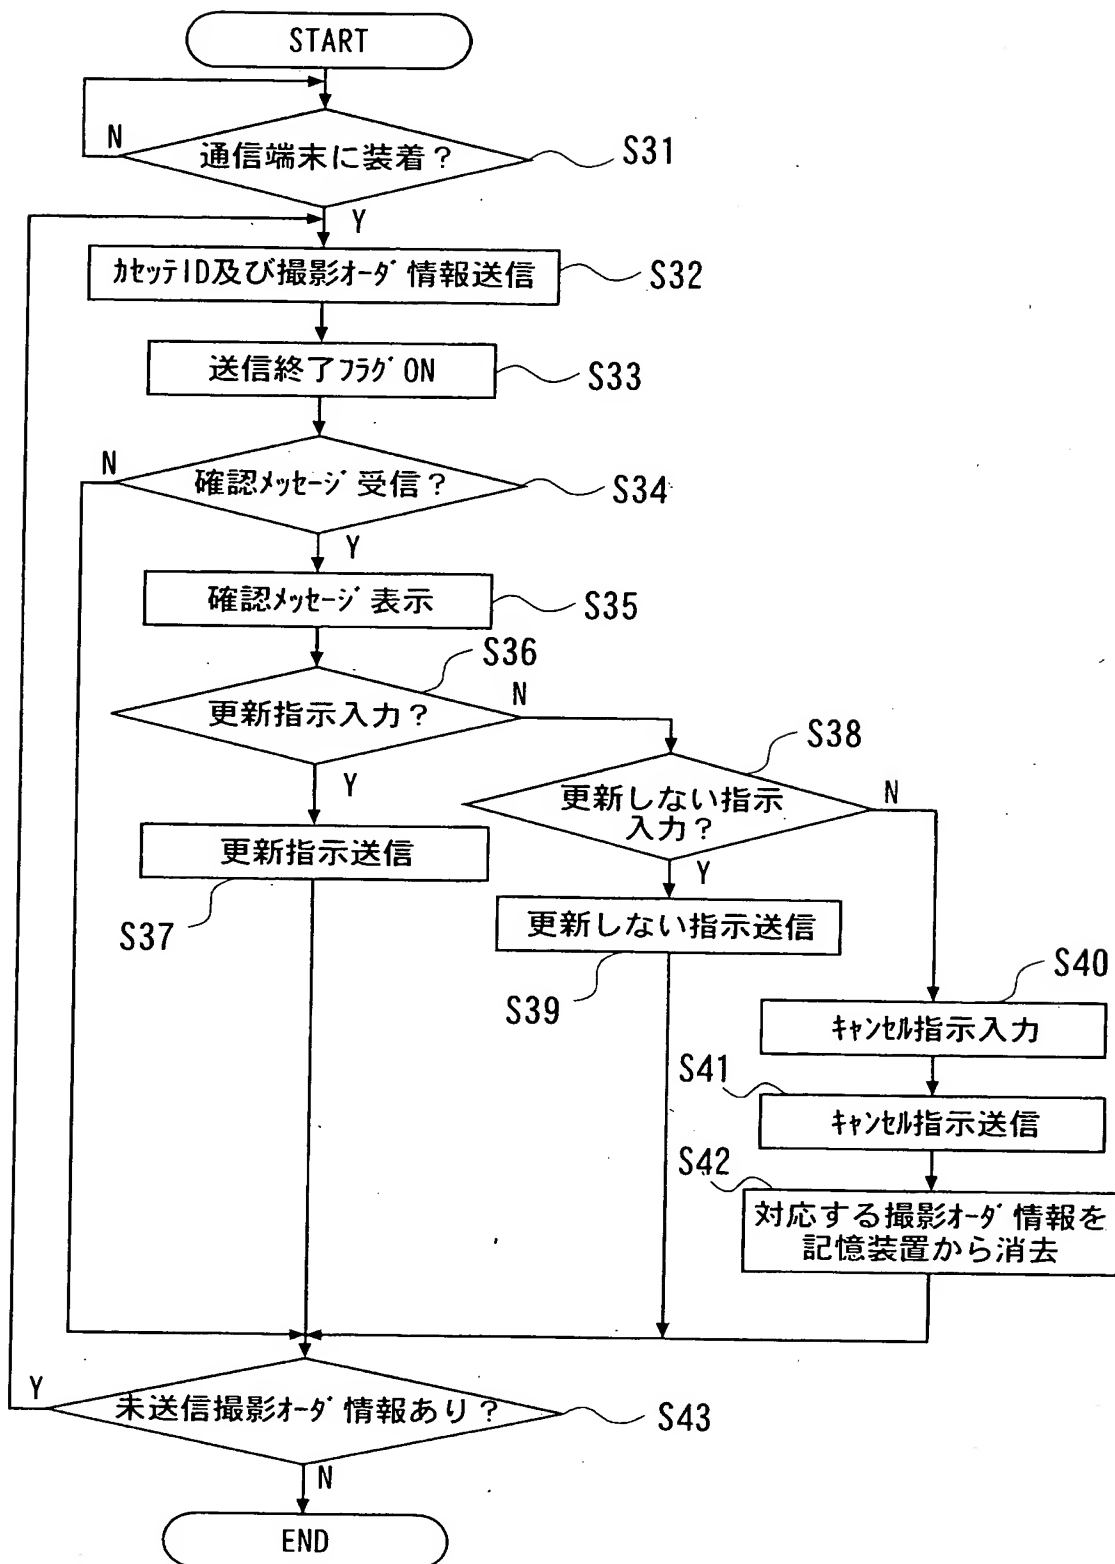 START
N
通信端末に装着?
S31
Y
カセッテID及び撮影オーダ情報送信
S32
送信終了フラグON
S33
N
確認メッセージ受信?
S34
Y
確認メッセージ表示
S35
S36
更新指示入力?
N
S38
Y
更新しない指示
入力?
N
更新指示送信
Y
S37
更新しない指示送信
S39
S40
キャンセル指示入力
S41
キャンセル指示送信
S42
対応する撮影オーダ情報を
記憶装置から消去
Y
未送信撮影オーダ情報あり?
S43
N
END